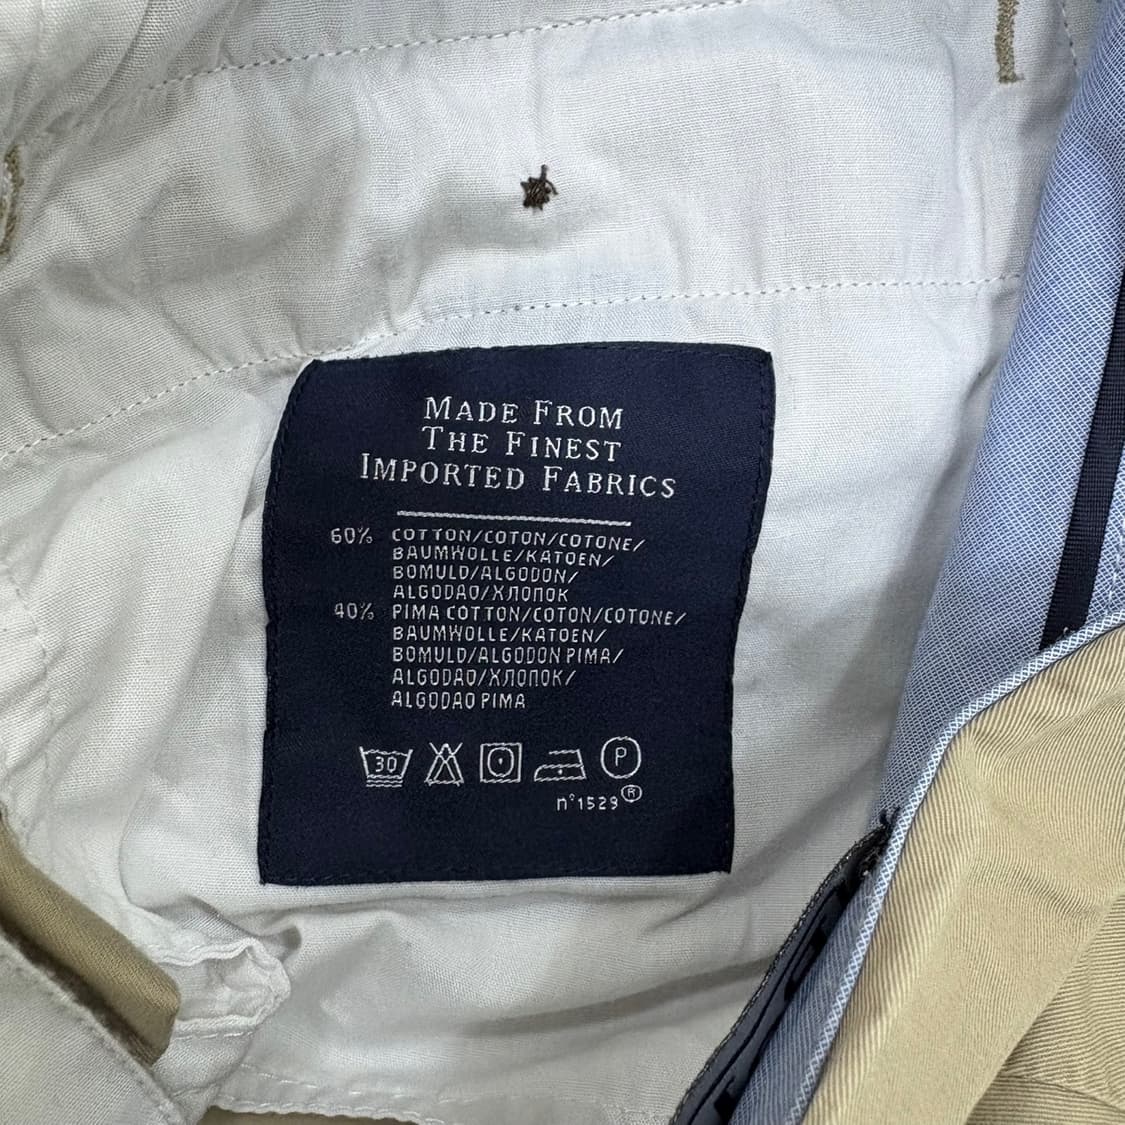 MADE FROM
THE FINEST
IMPORTED FABRICS
60% COTTON/COTON/COTONE/
BAUMWOLLE/KATOEN/
BOMULD/ALGODON/
ALGODAO/ХЛОПОК
40% PIMA COTTON/COTON/COTONE/
BAUMWOLLE/KATOEN/
BOMULD/ALGODON PIMA/
ALGODAO/ХЛОПОК/
ALGODAO PIMA
30 P
n°1529®